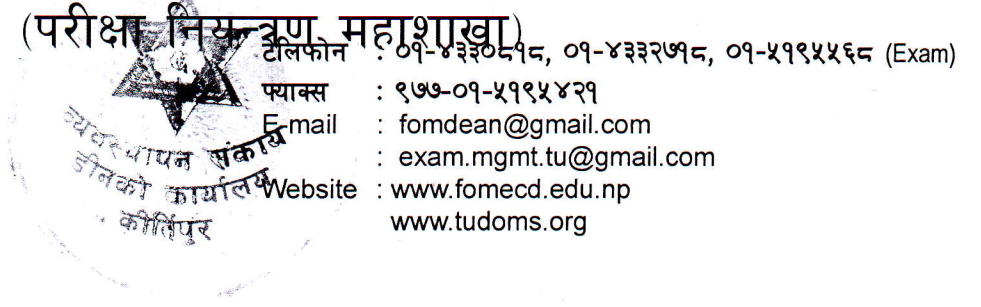 (परीक्षा नियन्त्रण महाशाखा)
टेलिफोन : ०१-४३३०८१८, ०१-४३३२७१८, ०१-५१९५५६८ (Exam)
फ्याक्स : ९७७-०१-५१९५४२१
E-mail : fomdean@gmail.com
: exam.mgmt.tu@gmail.com
Website : www.fomecd.edu.np
www.tudoms.org
व्यवस्थापन संकाय
डीनको कार्यालय
कीर्तिपुर